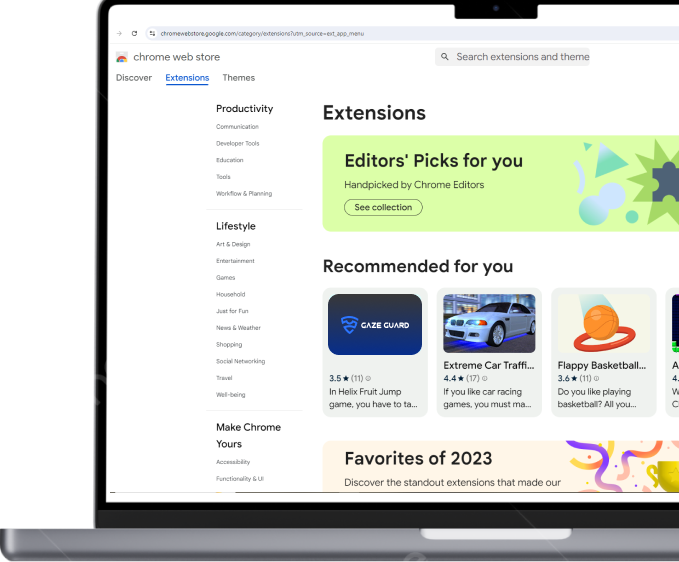 chromewebstore.google.com/category/extensions?utm_source=ext_app_menu
chrome web store
Search extensions and theme
Discover Extensions Themes
Productivity
Communication
Developer Tools
Education
Tools
Workflow & Planning
Lifestyle
Art & Design
Entertainment
Games
Household
Just for Fun
News & Weather
Shopping
Social Networking
Travel
Well-being
Make Chrome
Yours
Accessibility
Functionality & UI
Extensions
Editors' Picks for you
Handpicked by Chrome Editors
See collection
Recommended for you
GAZE GUARD
3.5 ★ (11)
In Helix Fruit Jump
game, you have to ta...
Extreme Car Traffi...
4.4 ★ (17)
If you like car racing
games, you must ma...
Flappy Basketball...
3.6 ★ (11)
Do you like playing
basketball? All you...
A
4.
W
C
Favorites of 2023
Discover the standout extensions that made our